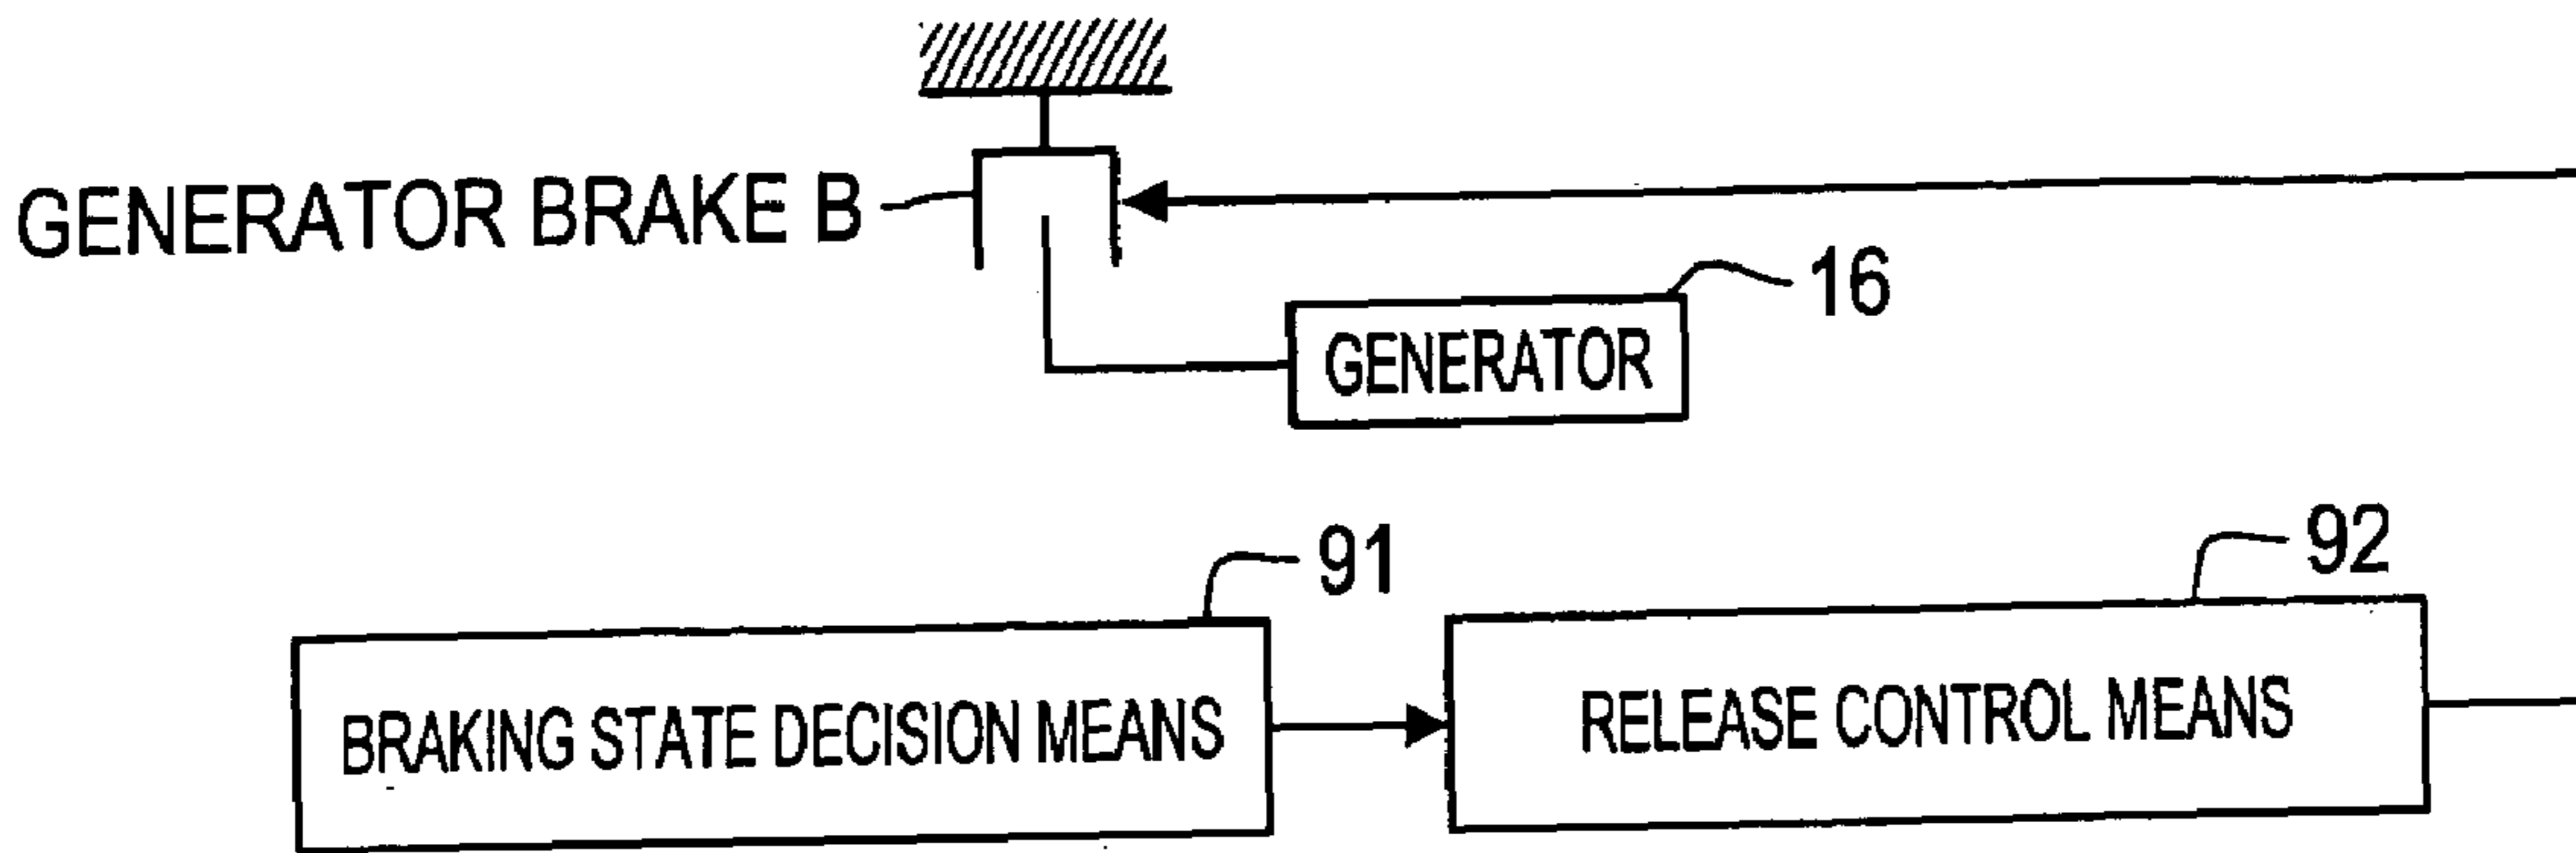 GENERATOR BRAKE B
16
GENERATOR
91
92
BRAKING STATE DECISION MEANS
RELEASE CONTROL MEANS